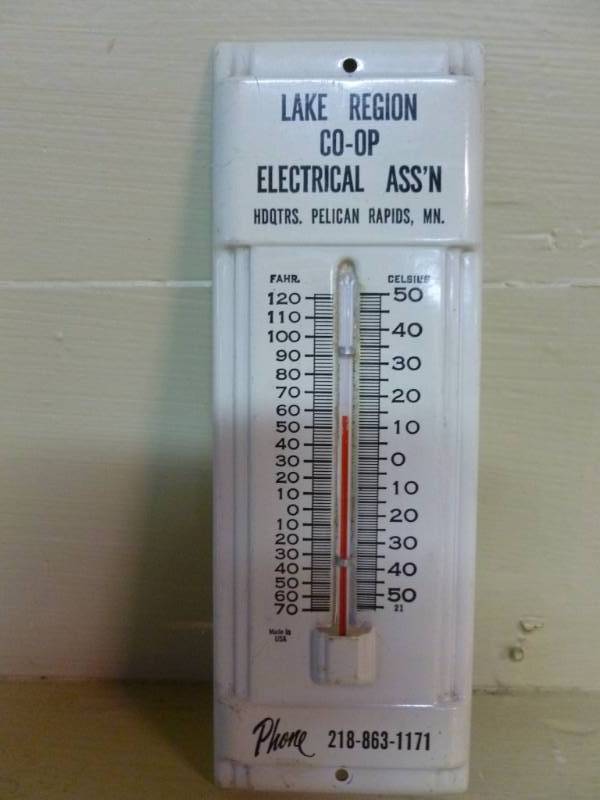 LAKE REGION
CO-OP
ELECTRICAL ASS'N
HDQTRS. PELICAN RAPIDS, MN.
FAHR. CELSIUS
120 50
110
100 40
90
80 30
70
60 20
50 10
40
30 0
20
10 10
0
10 20
20
30 30
40 40
50
60 50
70 21
Made in
USA
Phone 218-863-1171